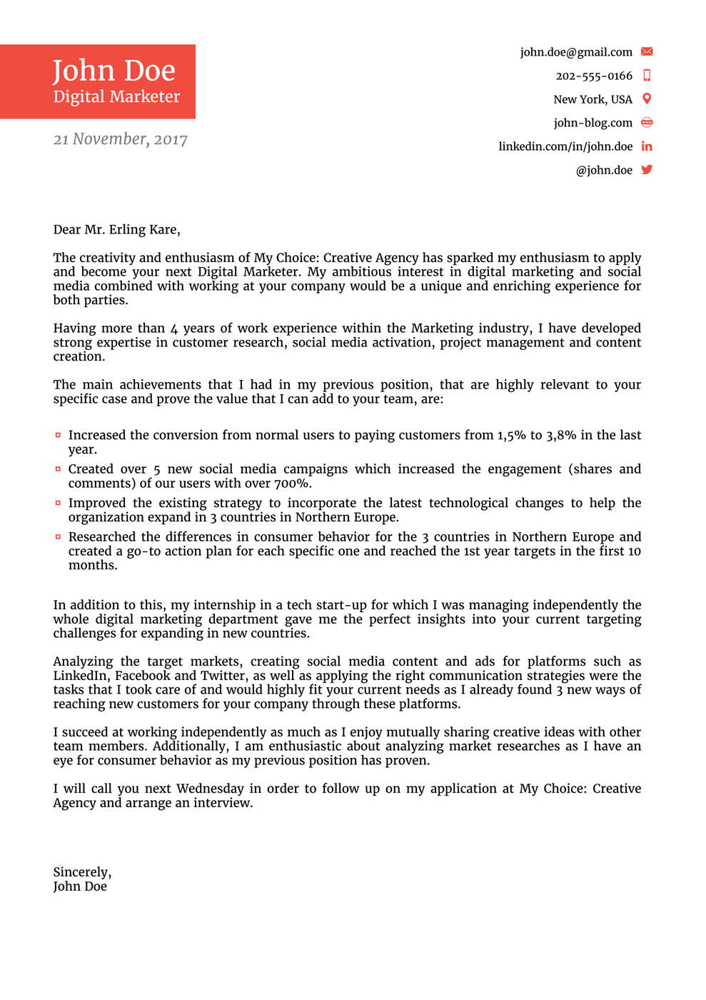 John Doe
Digital Marketer
21 November, 2017
john.doe@gmail.com
202-555-0166
New York, USA
john-blog.com
www
linkedin.com/in/john.doe
in
@john.doe
Dear Mr. Erling Kare,
The creativity and enthusiasm of My Choice: Creative Agency has sparked my enthusiasm to apply
and become your next Digital Marketer. My ambitious interest in digital marketing and social
media combined with working at your company would be a unique and enriching experience for
both parties.
Having more than 4 years of work experience within the Marketing industry, I have developed
strong expertise in customer research, social media activation, project management and content
creation.
The main achievements that I had in my previous position, that are highly relevant to your
specific case and prove the value that I can add to your team, are:
Increased the conversion from normal users to paying customers from 1,5% to 3,8% in the last
year.
Created over 5 new social media campaigns which increased the engagement (shares and
comments) of our users with over 700%.
Improved the existing strategy to incorporate the latest technological changes to help the
organization expand in 3 countries in Northern Europe.
Researched the differences in consumer behavior for the 3 countries in Northern Europe and
created a go-to action plan for each specific one and reached the 1st year targets in the first 10
months.
In addition to this, my internship in a tech start-up for which I was managing independently the
whole digital marketing department gave me the perfect insights into your current targeting
challenges for expanding in new countries.
Analyzing the target markets, creating social media content and ads for platforms such as
LinkedIn, Facebook and Twitter, as well as applying the right communication strategies were the
tasks that I took care of and would highly fit your current needs as I already found 3 new ways of
reaching new customers for your company through these platforms.
I succeed at working independently as much as I enjoy mutually sharing creative ideas with other
team members. Additionally, I am enthusiastic about analyzing market researches as I have an
eye for consumer behavior as my previous position has proven.
I will call you next Wednesday in order to follow up on my application at My Choice: Creative
Agency and arrange an interview.
Sincerely,
John Doe